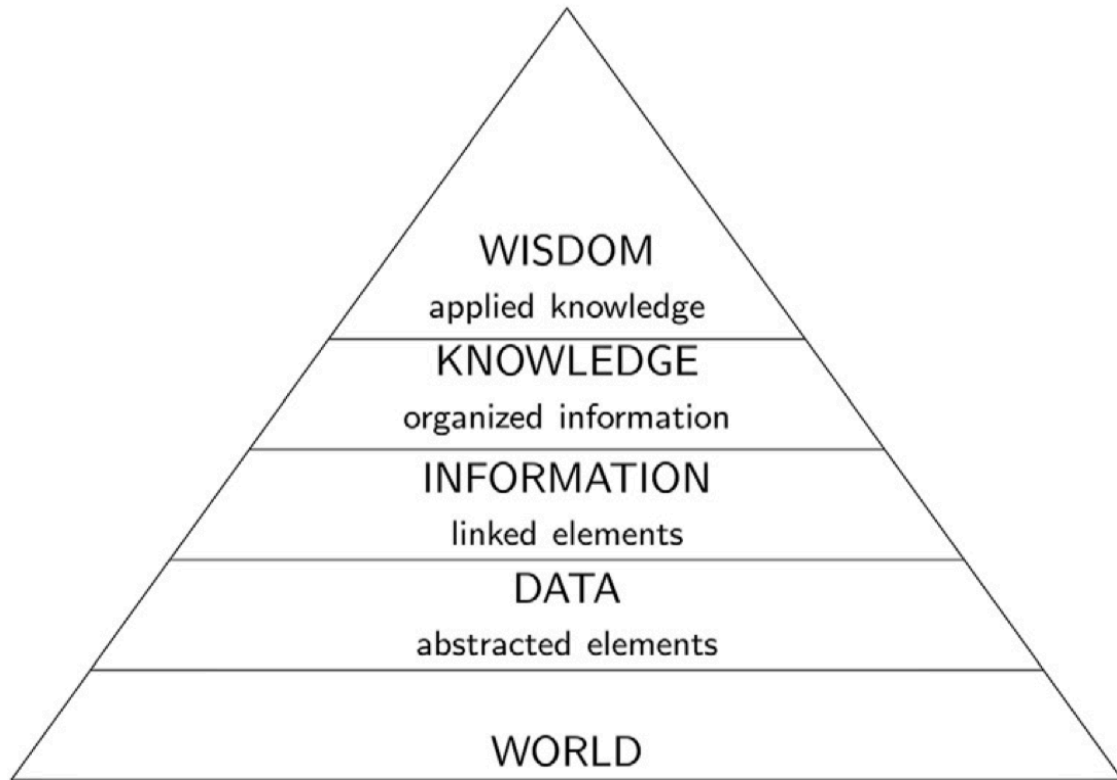 WISDOM
applied knowledge
KNOWLEDGE
organized information
INFORMATION
linked elements
DATA
abstracted elements
WORLD